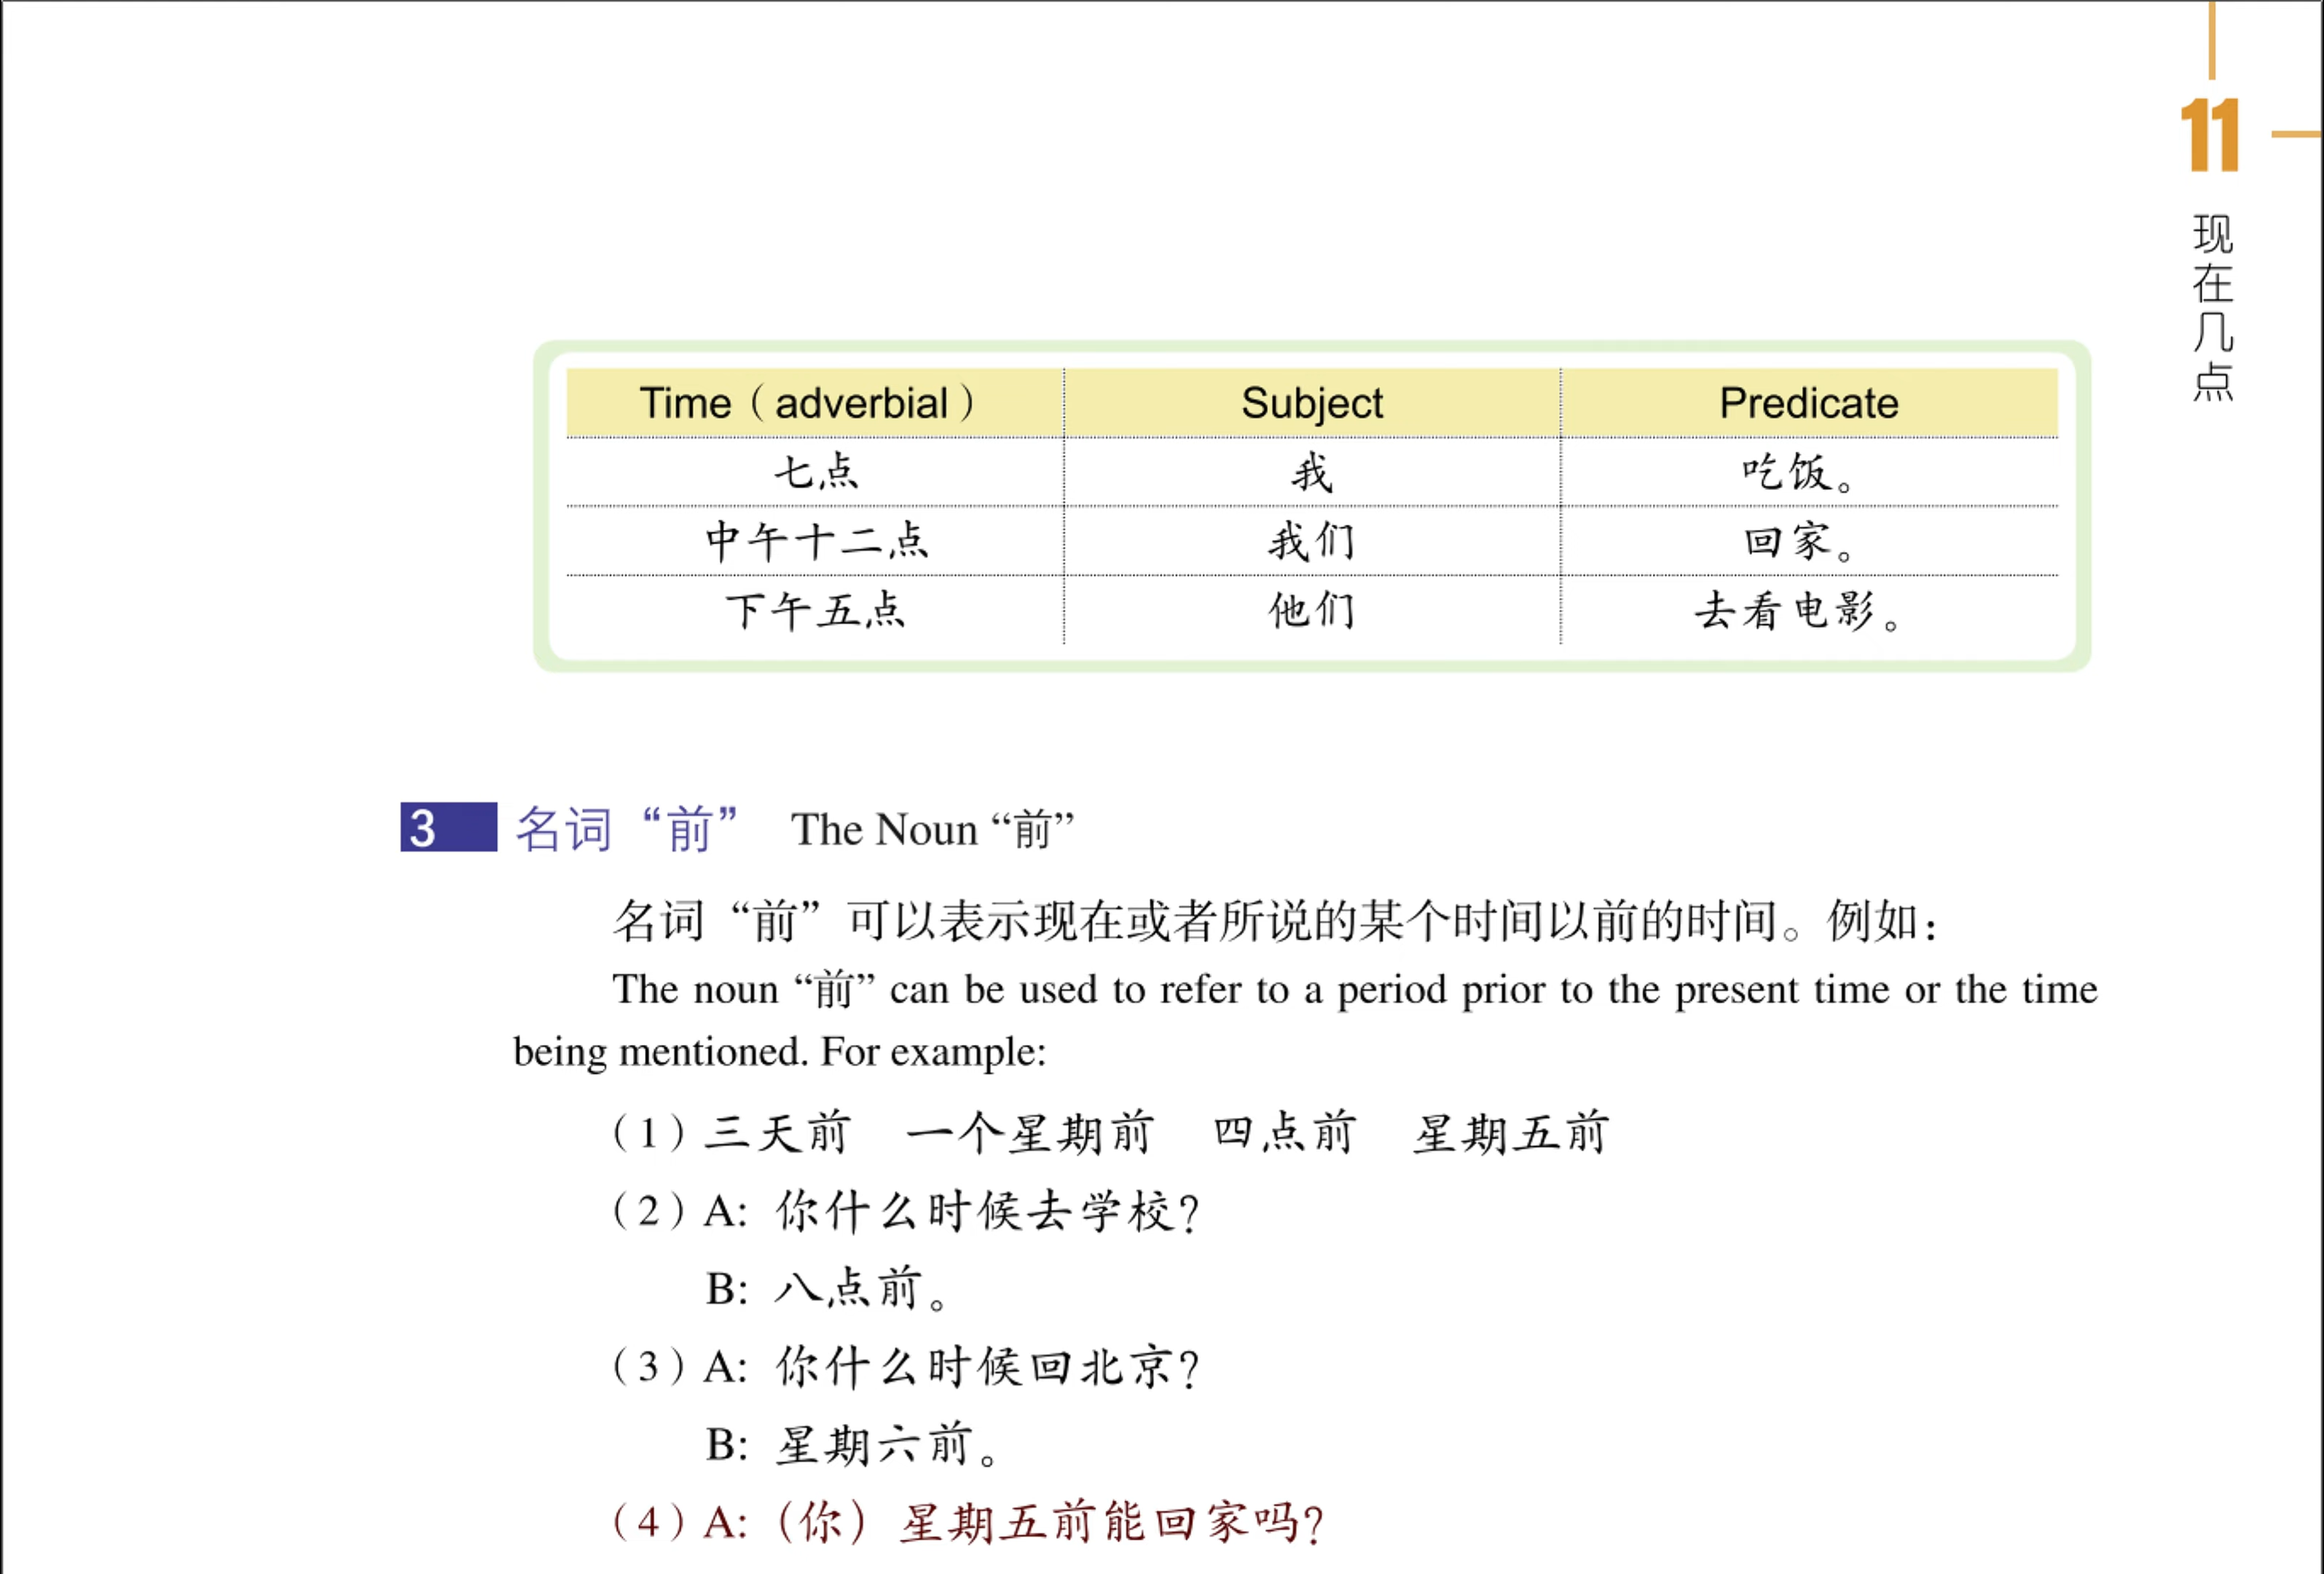 11
现在几点
Time（adverbial） Subject Predicate
七点 我 吃饭。
中午十二点 我们 回家。
下午五点 他们 去看电影。
3 名词“前” The Noun “前”
名词“前”可以表示现在或者所说的某个时间以前的时间。例如：
The noun “前” can be used to refer to a period prior to the present time or the time
being mentioned. For example:
（1）三天前 一个星期前 四点前 星期五前
（2）A: 你什么时候去学校？
B: 八点前。
（3）A: 你什么时候回北京？
B: 星期六前。
（4）A:（你）星期五前能回家吗？